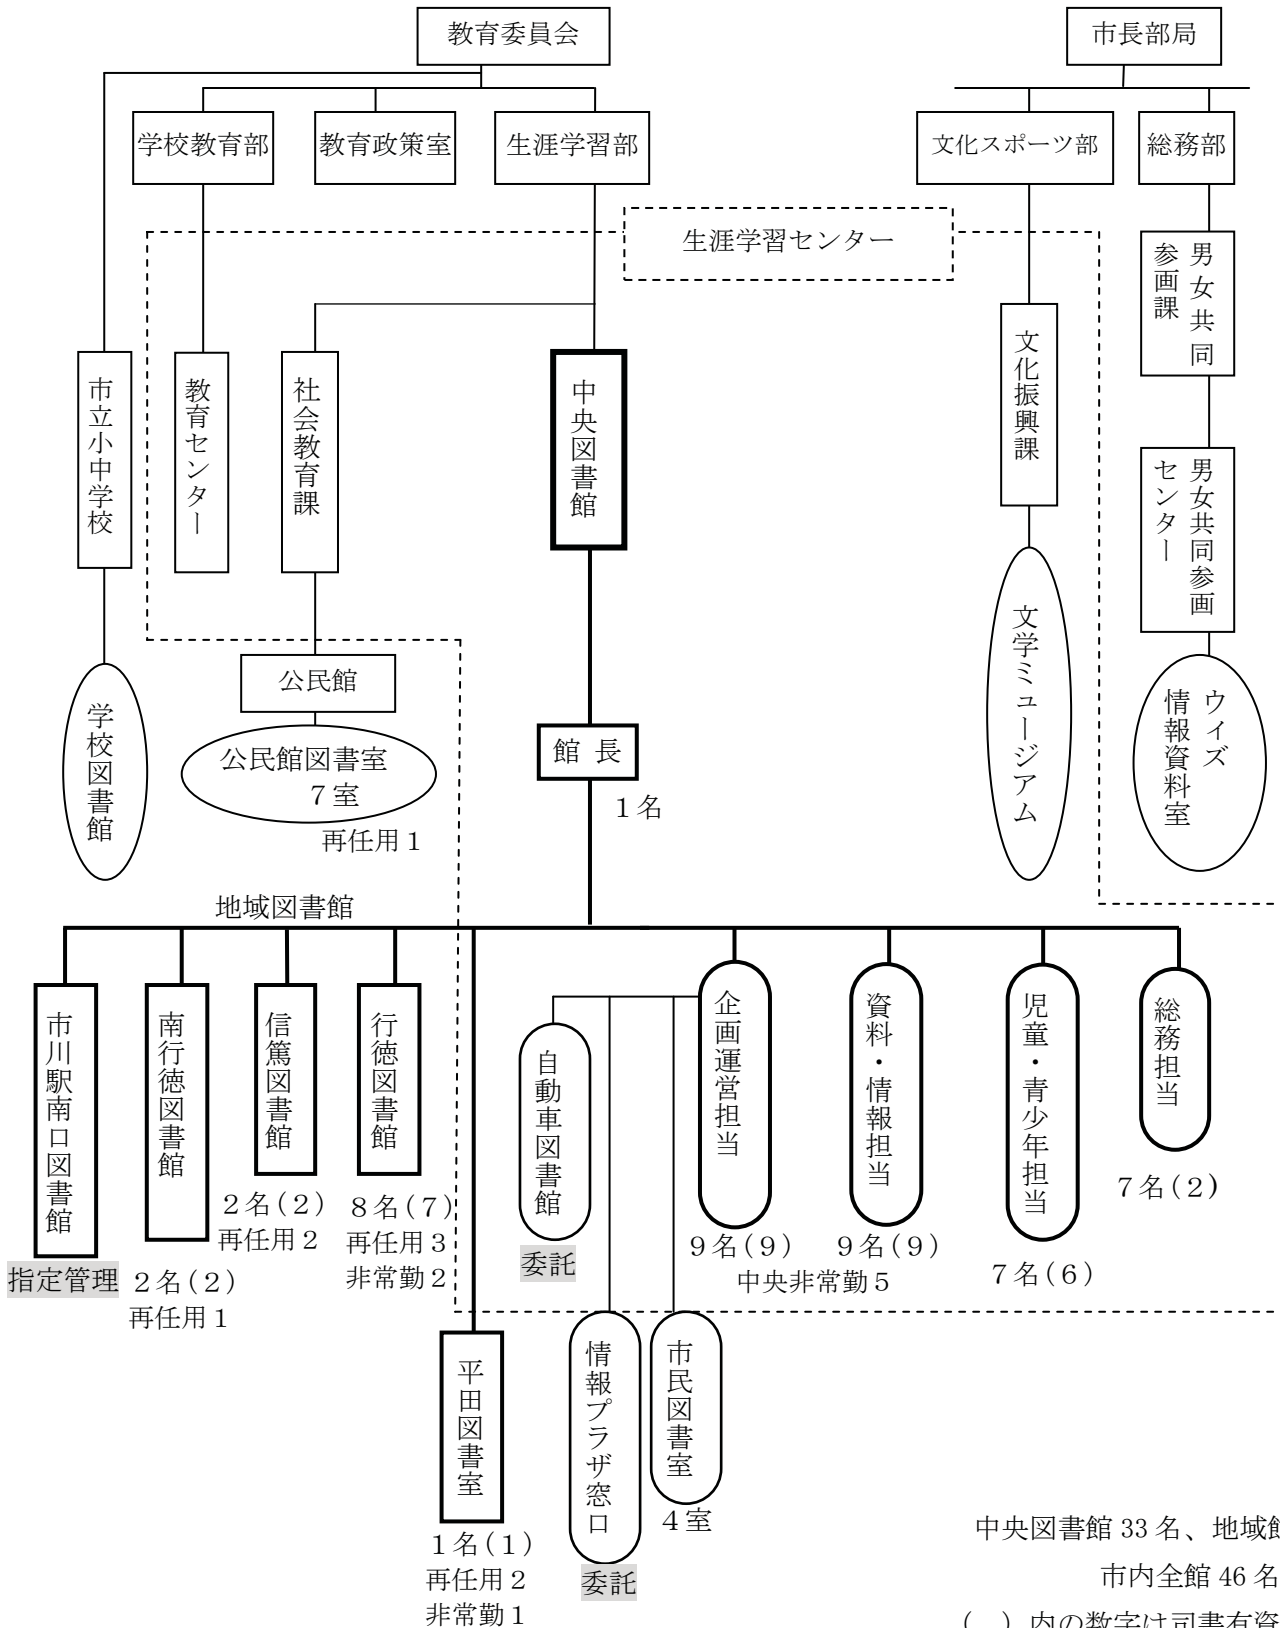 教育委員会
市長部局
学校教育部
教育政策室
生涯学習部
文化スポーツ部
総務部
生涯学習センター
男女共同
参画課
市立小中学校
教育センター
社会教育課
中央図書館
文化振興課
男女共同参画
センター
学校図書館
公民館
公民館図書室
７室
再任用１
館 長
１名
文学ミュージアム
ウィズ
情報資料室
地域図書館
市川駅南口図書館
指定管理
南行徳図書館
２名(２)
再任用１
信篤図書館
２名(２)
再任用２
行徳図書館
８名(７)
再任用３
非常勤２
自動車図書館
委託
企画運営担当
９名(９)
資料・情報担当
９名(９)
中央非常勤５
児童・青少年担当
７名(６)
総務担当
７名(２)
平田図書室
１名(１)
再任用２
非常勤１
情報プラザ窓口
委託
市民図書室
４室
中央図書館 33 名、地域館
市内全館 46 名
（ ）内の数字は司書有資